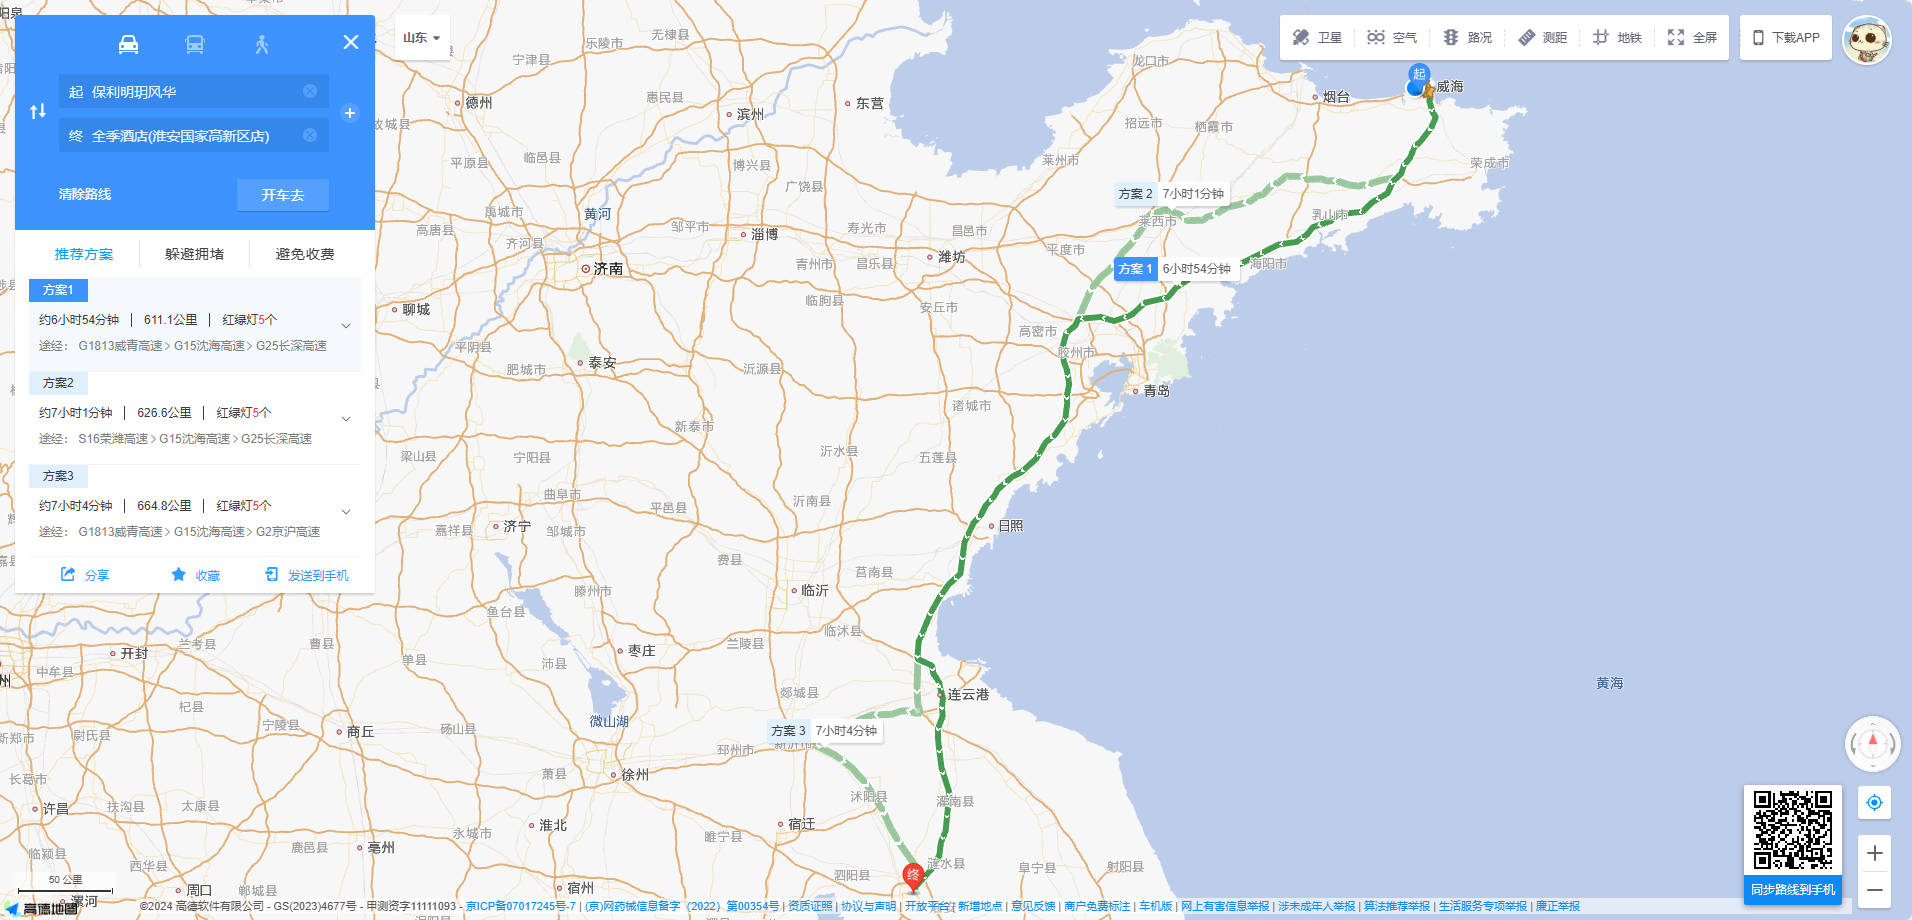 起 保利明玥风华
终 全季酒店(淮安国家高新区店)
清除路线
开车去
推荐方案
躲避拥堵
避免收费
方案1
约6小时54分钟 | 611.1公里 | 红绿灯5个
途经： G1813威青高速 > G15沈海高速 > G25长深高速
方案2
约7小时1分钟 | 626.6公里 | 红绿灯5个
途经： S16荣潍高速 > G15沈海高速 > G25长深高速
方案3
约7小时4分钟 | 664.8公里 | 红绿灯5个
途经： G1813威青高速 > G15沈海高速 > G2京沪高速
分享
收藏
发送到手机
山东
卫星
空气
路况
测距
地铁
全屏
下载APP
宁津县
乐陵市
无棣县
德州
惠民县
滨州
东营
龙口市
烟台
起
威海
故城县
平原县
临邑县
博兴县
广饶县
莱州市
招远市
栖霞市
荣成市
方案 2 7小时1分钟
禹城市
黄河
高唐县
齐河县
邹平市
淄博
寿光市
昌邑市
莱西市
乳山市
济南
青州市
昌乐县
潍坊
平度市
方案 1 6小时54分钟
海阳市
聊城
临朐县
安丘市
高密市
平阴县
泰安
肥城市
沂源县
胶州市
青岛
诸城市
新泰市
梁山县
宁阳县
沂水县
五莲县
曲阜市
平邑县
沂南县
嘉祥县
济宁
邹城市
日照
费县
莒南县
滕州市
临沂
鱼台县
临沭县
兰考县
曹县
开封
单县
沛县
枣庄
兰陵县
中牟县
州
郯城县
连云港
黄海
杞县
宁陵县
商丘
砀山县
微山湖
方案 3 7小时4分钟
新沂市
邳州市
新郑市
尉氏县
长葛市
萧县
徐州
许昌
扶沟县
太康县
沭阳县
灌南县
永城市
淮北
宿迁
睢宁县
临颍县
西华县
鹿邑县
亳州
泗阳县
终
涟水县
阜宁县
射阳县
周口
郸城县
宿州
漯河
淮安
50 公里
高德地图
同步路线到手机
©2024 高德软件有限公司 - GS(2023)4677号 - 甲测资字11111093 - 京ICP备07017245号-7 | (京)网药械信息备字（2022）第00354号 | 资质证照 | 协议与声明 | 开放平台 | 新增地点 | 意见反馈 | 商户免费标注 | 车机版 | 网上有害信息举报 | 涉未成年人举报 | 算法推荐举报 | 生活服务专项举报 | 廉正举报